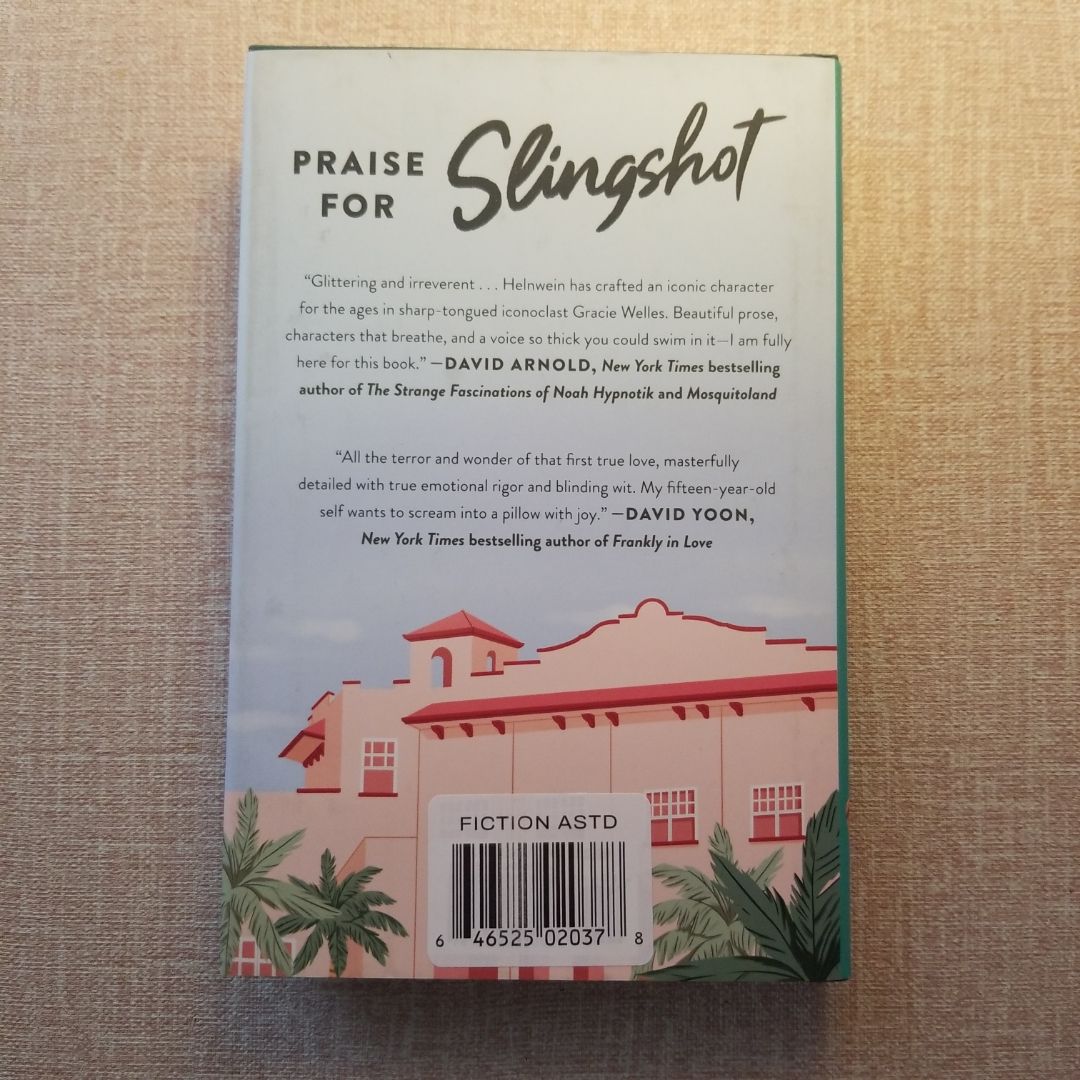 PRAISE
FOR
Slingshot
“Glittering and irreverent . . . Helnwein has crafted an iconic character
for the ages in sharp-tongued iconoclast Gracie Welles. Beautiful prose,
characters that breathe, and a voice so thick you could swim in it—I am fully
here for this book.” —DAVID ARNOLD, New York Times bestselling
author of The Strange Fascinations of Noah Hypnotik and Mosquitoland
“All the terror and wonder of that first true love, masterfully
detailed with true emotional rigor and blinding wit. My fifteen-year-old
self wants to scream into a pillow with joy.” —DAVID YOON,
New York Times bestselling author of Frankly in Love
FICTION ASTD
6 46525 02037 8